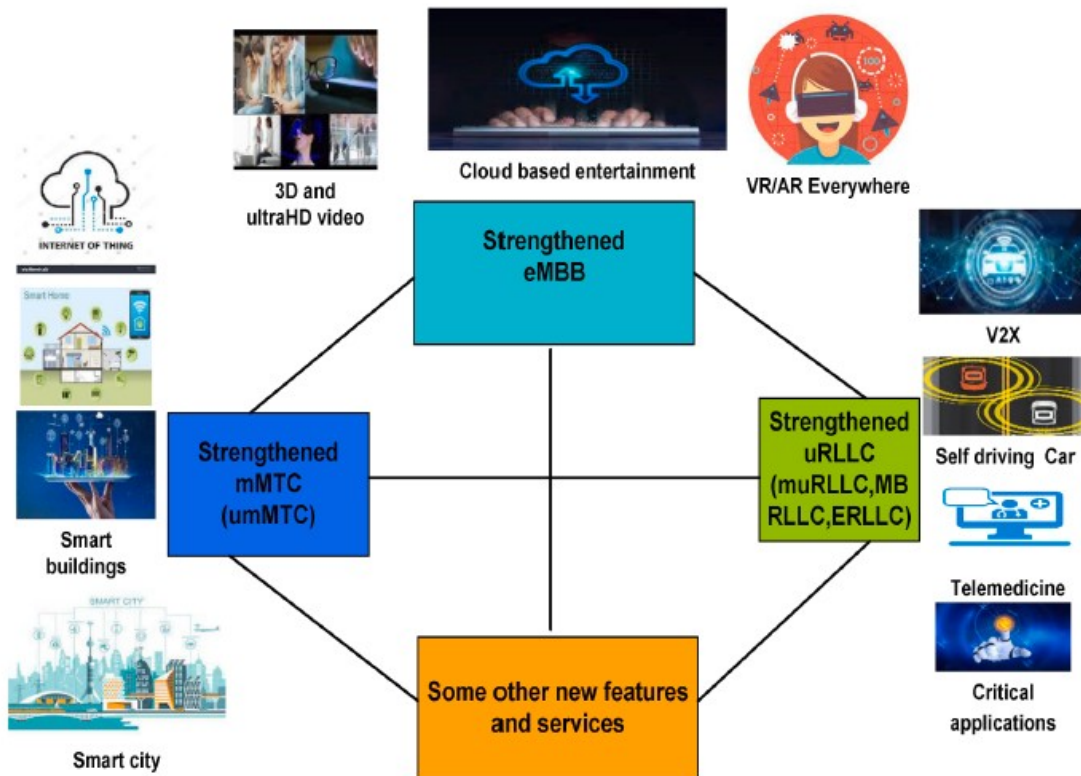 3D and
ultraHD video
Cloud based entertainment
100
VR/AR Everywhere
INTERNET OF THING
Smart Home
Smart
buildings
SMART CITY
Smart city
Strengthened
eMBB
Strengthened
mMTC
(umMTC)
Strengthened
uRLLC
(muRLLC,MB
RLLC,ERLLC)
Some other new features
and services
V2X
Self driving Car
Telemedicine
Critical
applications